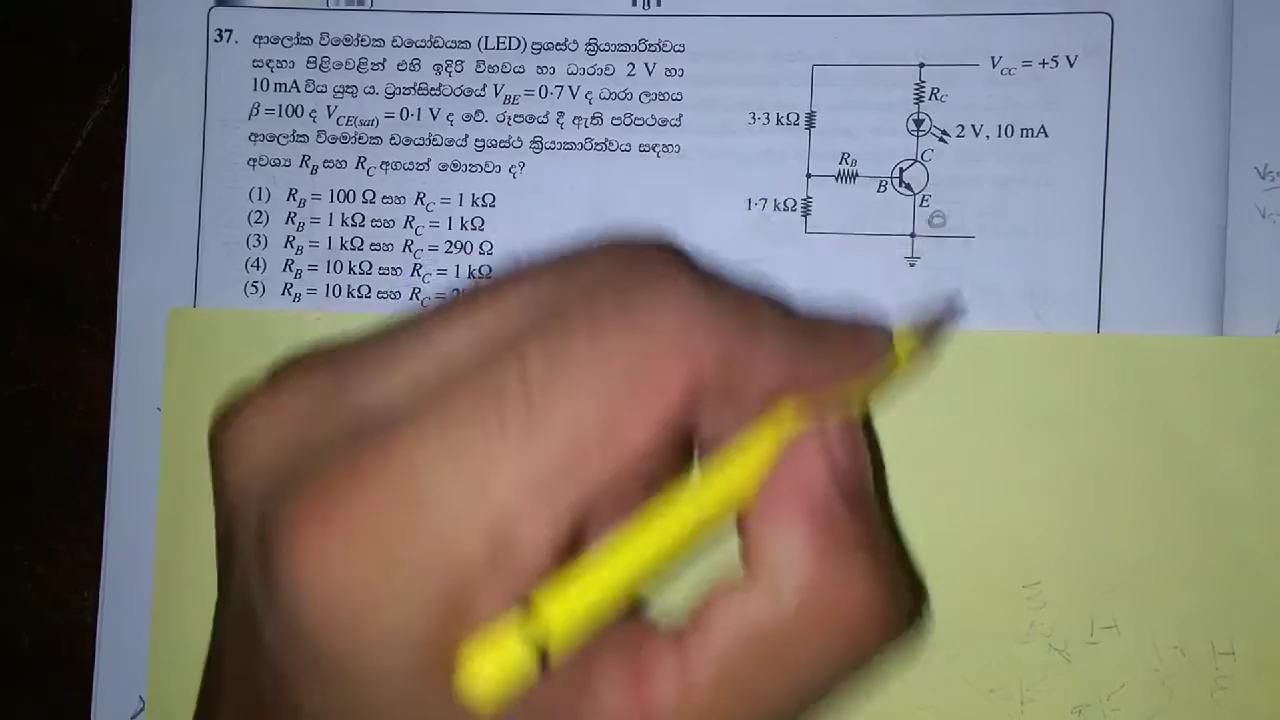 37. ආලෝක විමෝචක ඩයෝඩයක (LED) ප්‍රශස්ථ ක්‍රියාකාරිත්වය
සඳහා පිළිවෙළින් එහි ඉදිරි විභවය හා ධාරාව 2 V හා
10 mA විය යුතු ය. ට්‍රාන්සිස්ටරයේ V_BE = 0·7 V ද ධාරා ලාභය
β =100 ද V_CE(sat) = 0·1 V ද වේ. රූපයේ දී ඇති පරිපථයේ
ආලෝක විමෝචක ඩයෝඩයේ ප්‍රශස්ථ ක්‍රියාකාරිත්වය සඳහා
අවශ්‍ය R_B සහ R_C අගයන් මොනවා ද?
(1) R_B = 100 Ω සහ R_C = 1 kΩ
(2) R_B = 1 kΩ සහ R_C = 1 kΩ
(3) R_B = 1 kΩ සහ R_C = 290 Ω
(4) R_B = 10 kΩ සහ R_C = 1 kΩ
(5) R_B = 10 kΩ සහ R_C =
V_CC = +5 V
R_C
3·3 kΩ
2 V, 10 mA
C
R_B
B
E
1·7 kΩ